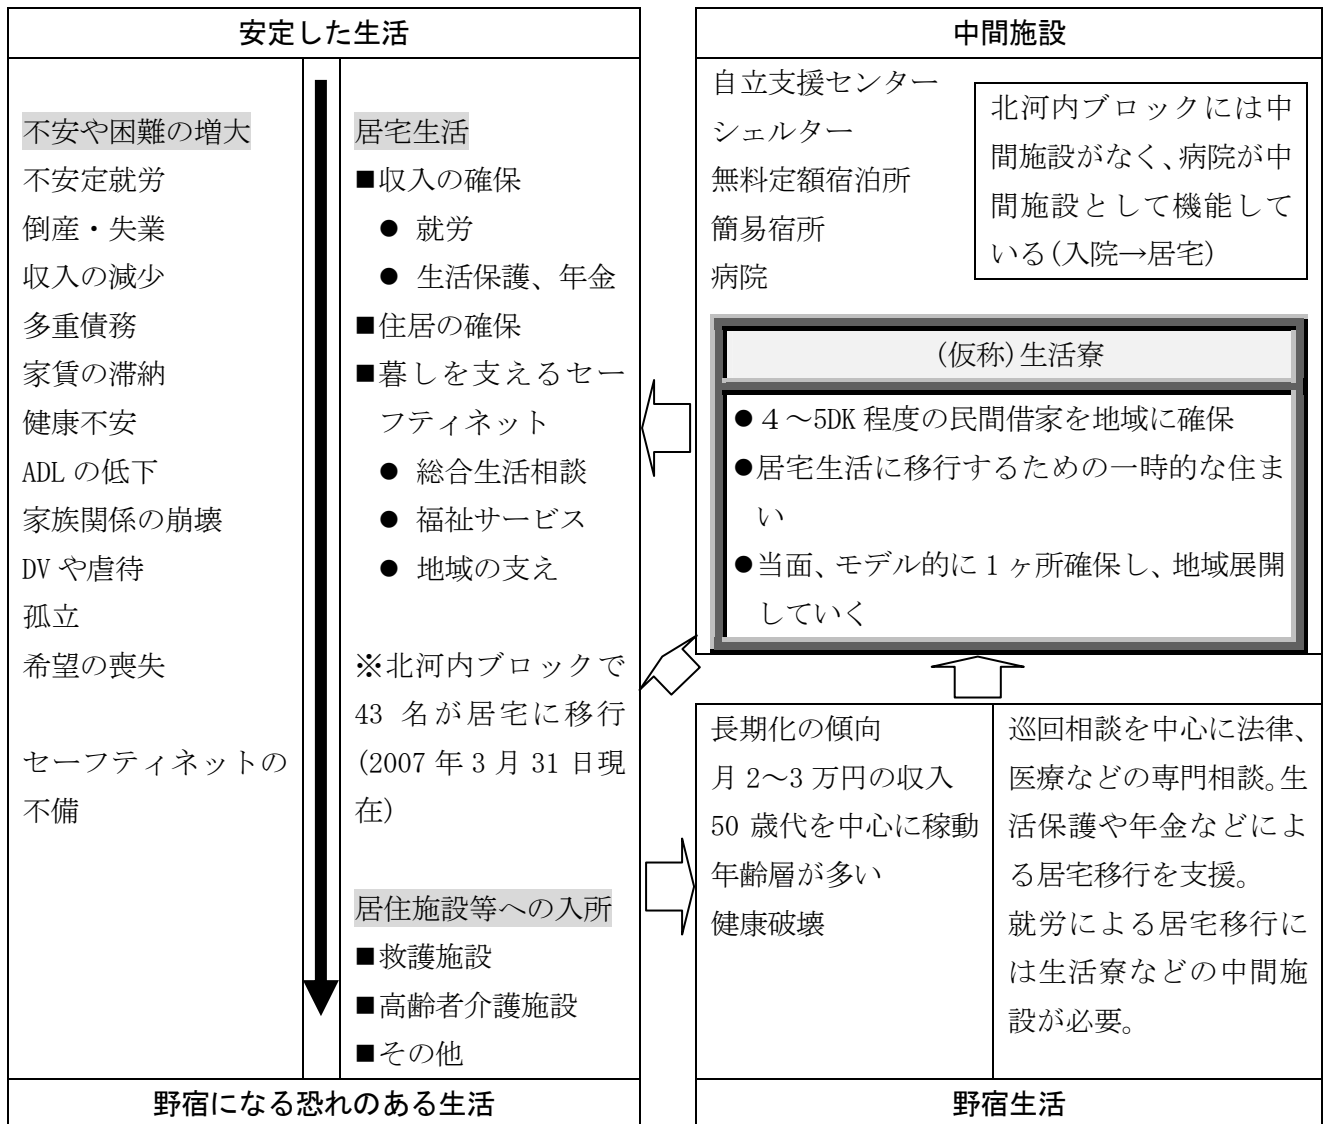 安定した生活
不安や困難の増大
不安定就労
倒産・失業
収入の減少
多重債務
家賃の滞納
健康不安
ADL の低下
家族関係の崩壊
DV や虐待
孤立
希望の喪失
セーフティネットの
不備
居宅生活
■収入の確保
● 就労
● 生活保護、年金
■住居の確保
■暮しを支えるセー
フティネット
● 総合生活相談
● 福祉サービス
● 地域の支え
※北河内ブロックで
43 名が居宅に移行
(2007 年 3 月 31 日現
在)
居住施設等への入所
■救護施設
■高齢者介護施設
■その他
野宿になる恐れのある生活
中間施設
自立支援センター
シェルター
無料定額宿泊所
簡易宿所
病院
北河内ブロックには中
間施設がなく、病院が中
間施設として機能して
いる(入院→居宅)
(仮称)生活寮
●４～5DK 程度の民間借家を地域に確保
●居宅生活に移行するための一時的な住ま
い
●当面、モデル的に 1 ヶ所確保し、地域展開
していく
長期化の傾向
月 2～3 万円の収入
50 歳代を中心に稼動
年齢層が多い
健康破壊
巡回相談を中心に法律、
医療などの専門相談。生
活保護や年金などによ
る居宅移行を支援。
就労による居宅移行に
は生活寮などの中間施
設が必要。
野宿生活